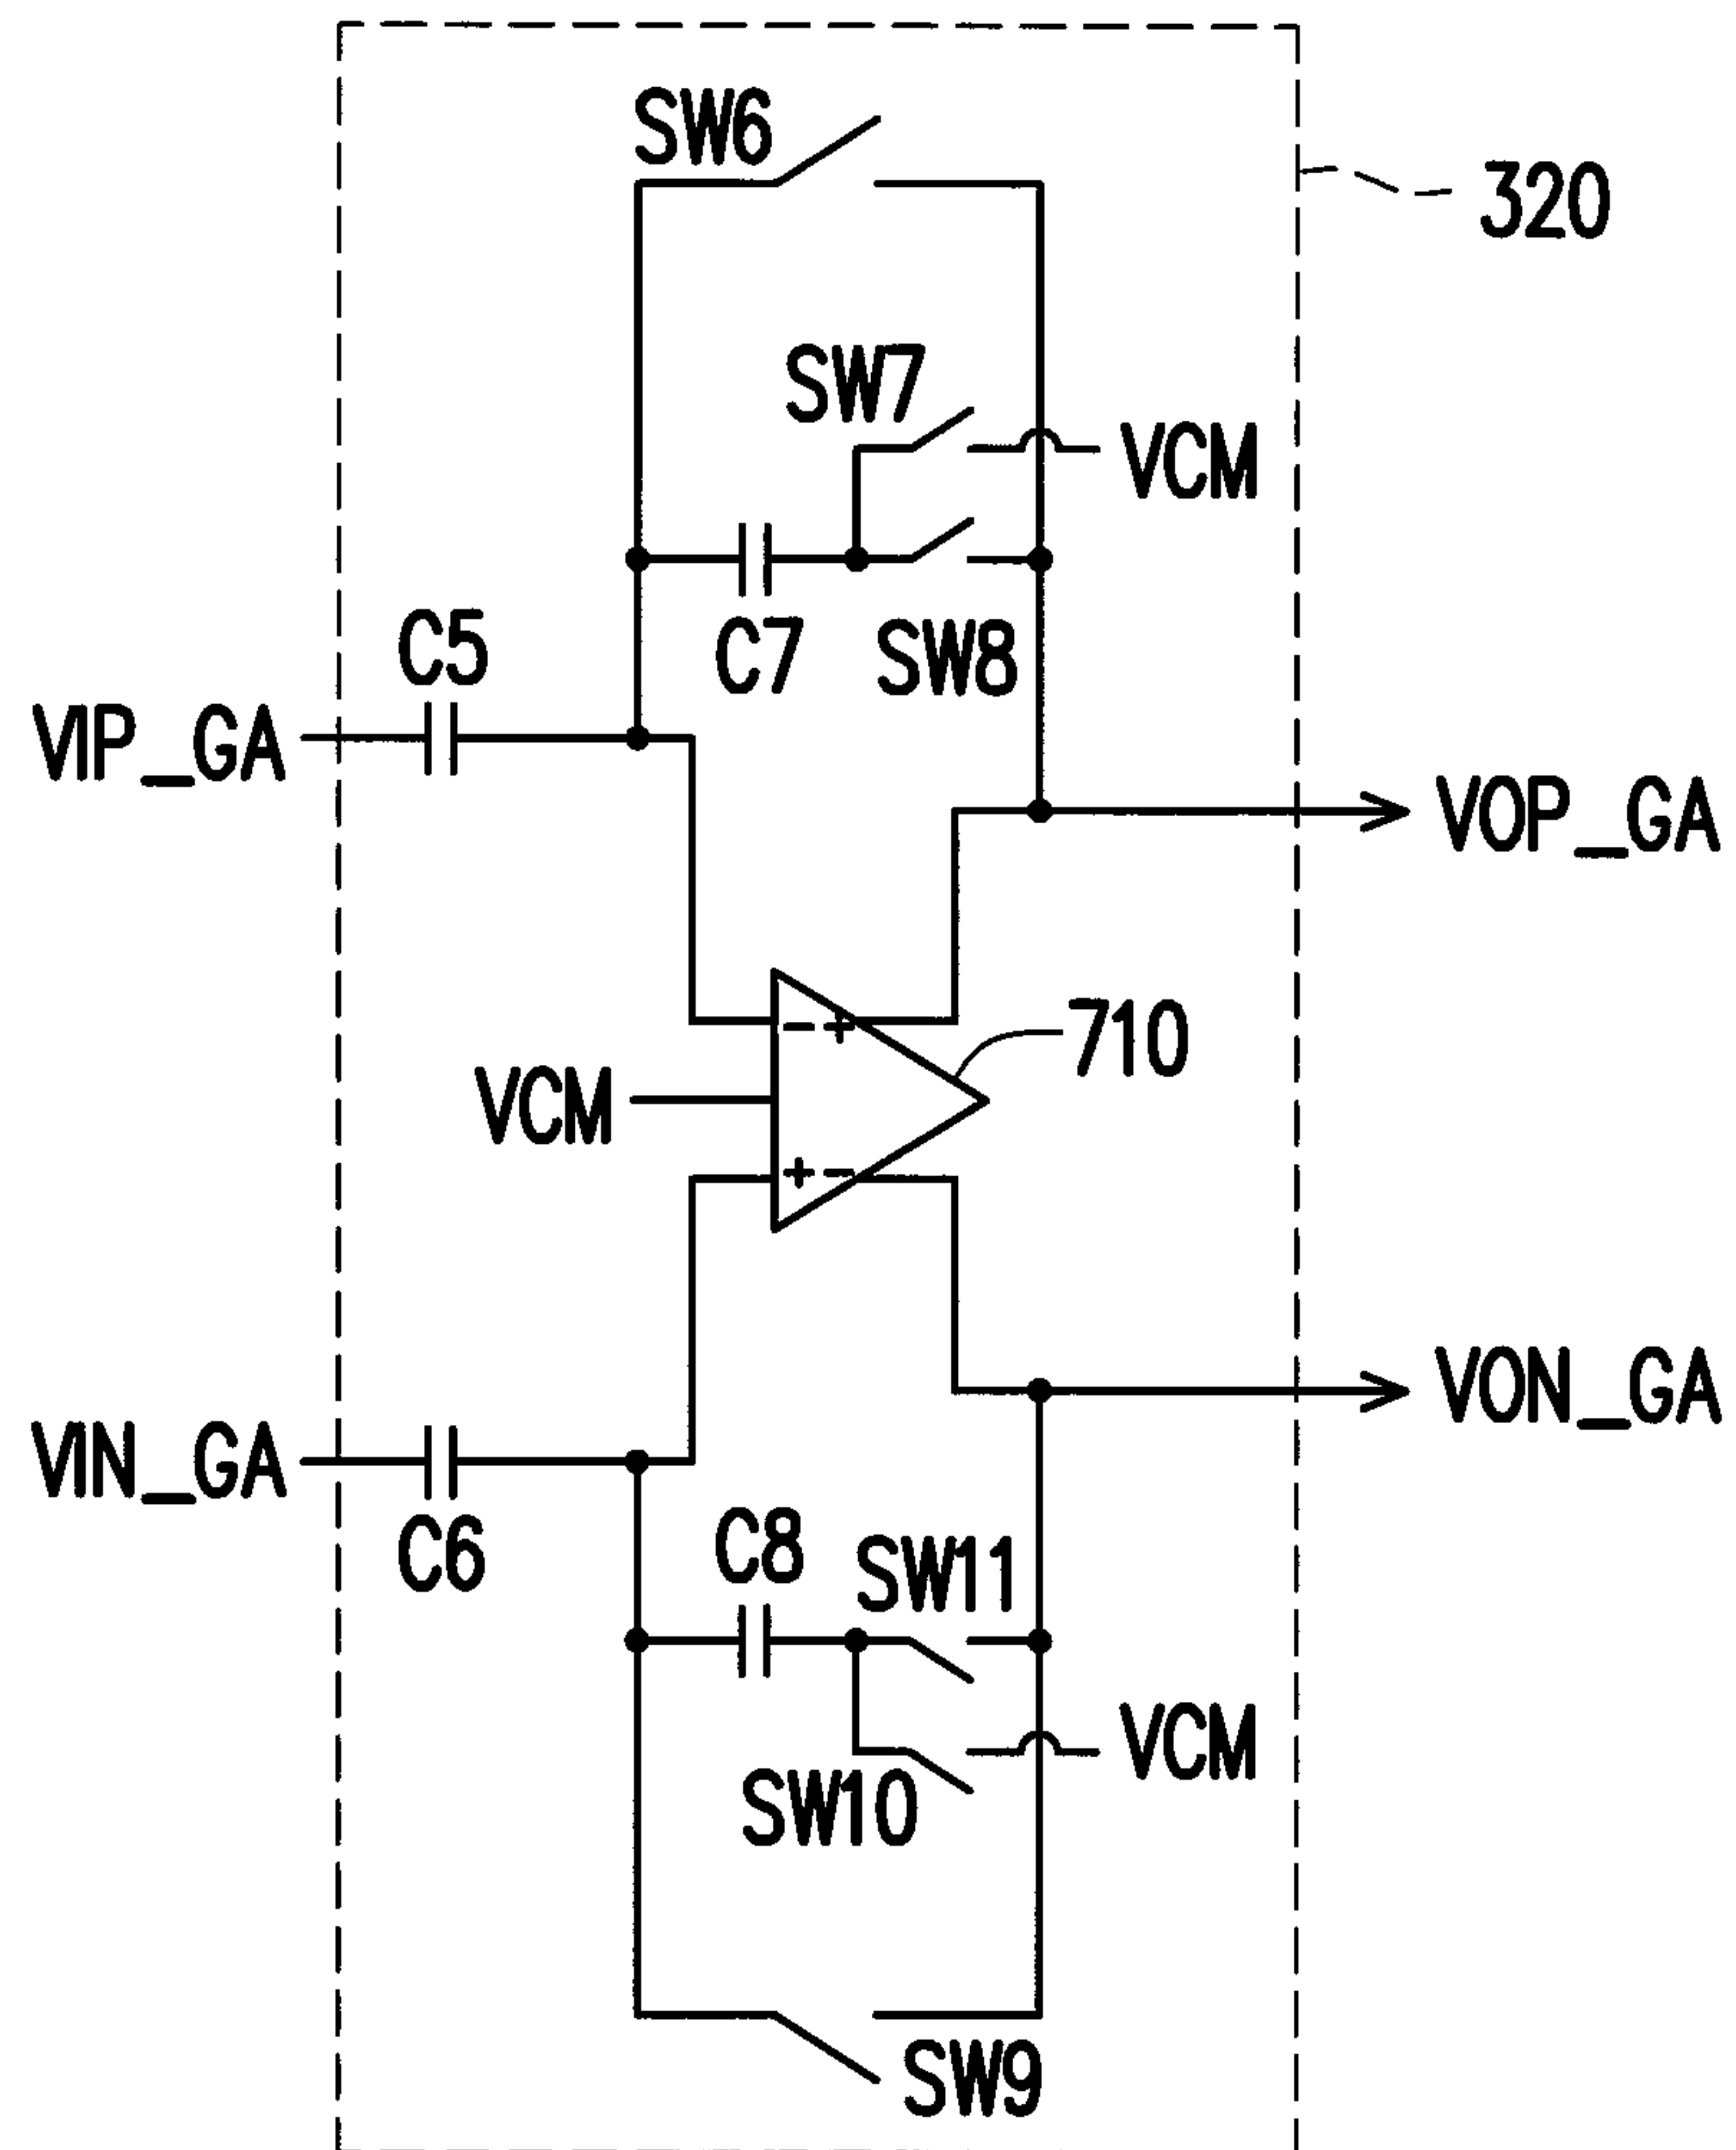 SW6
320
SW7
VCM
C5
C7
SW8
VIP_GA
VOP_GA
- +
710
VCM
+ -
VON_GA
VIN_GA
C6
C8
SW11
VCM
SW10
SW9